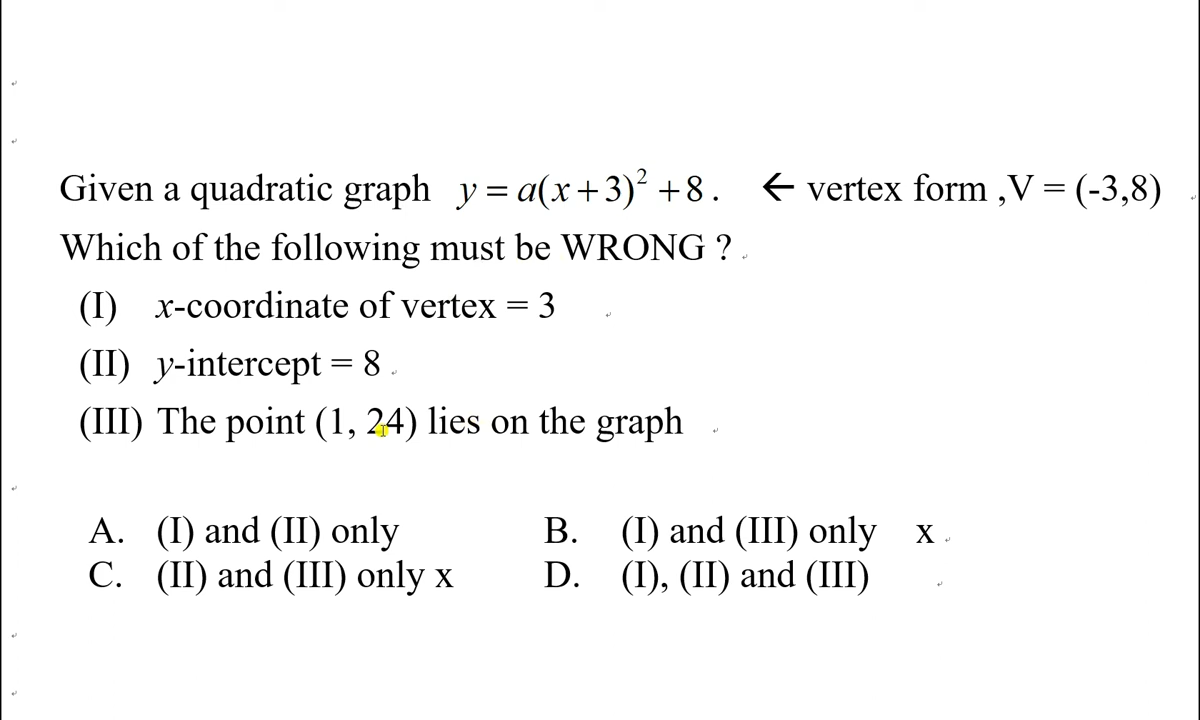 Given a quadratic graph y = a(x+3)² +8. ← vertex form ,V = (-3,8)
Which of the following must be WRONG ?
(I) x-coordinate of vertex = 3
(II) y-intercept = 8
(III) The point (1, 24) lies on the graph
A. (I) and (II) only B. (I) and (III) only x
C. (II) and (III) only x D. (I), (II) and (III)